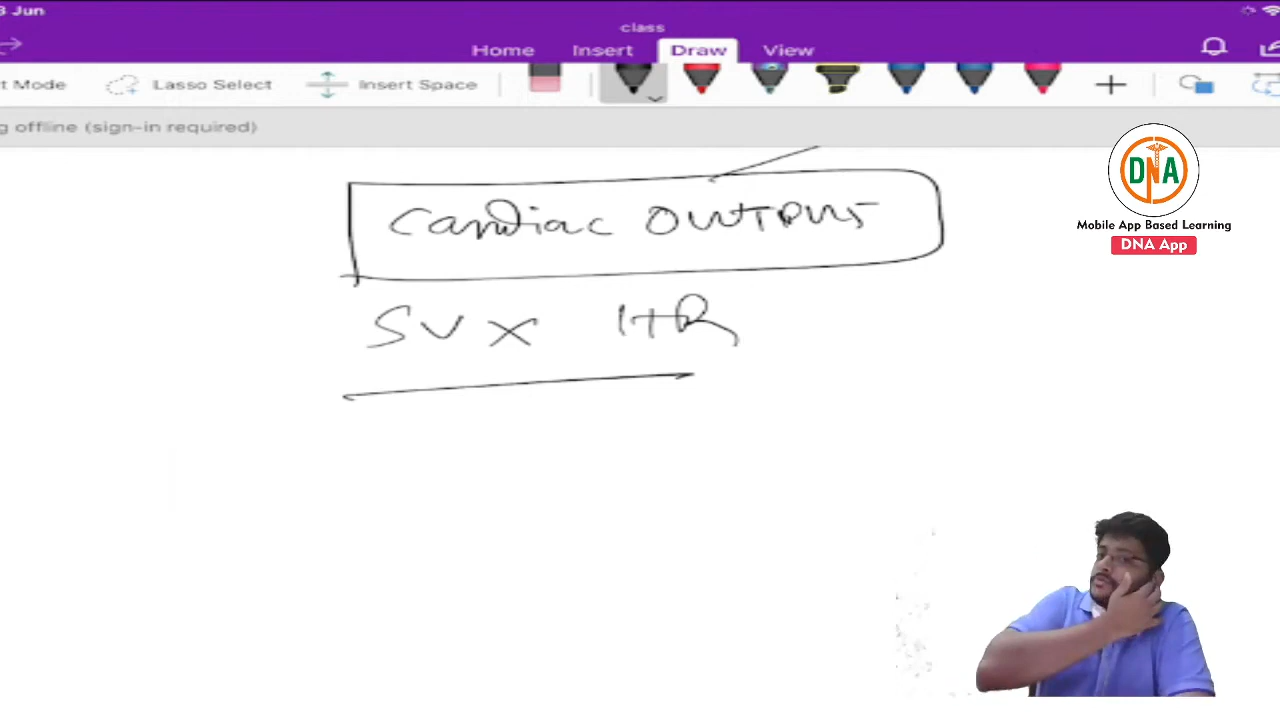 3 Jun
class
Home Insert Draw View
t Mode Lasso Select Insert Space
g offline (sign-in required)
DNA
Mobile App Based Learning
DNA App
Cardiac OUTPUT
SV X HR